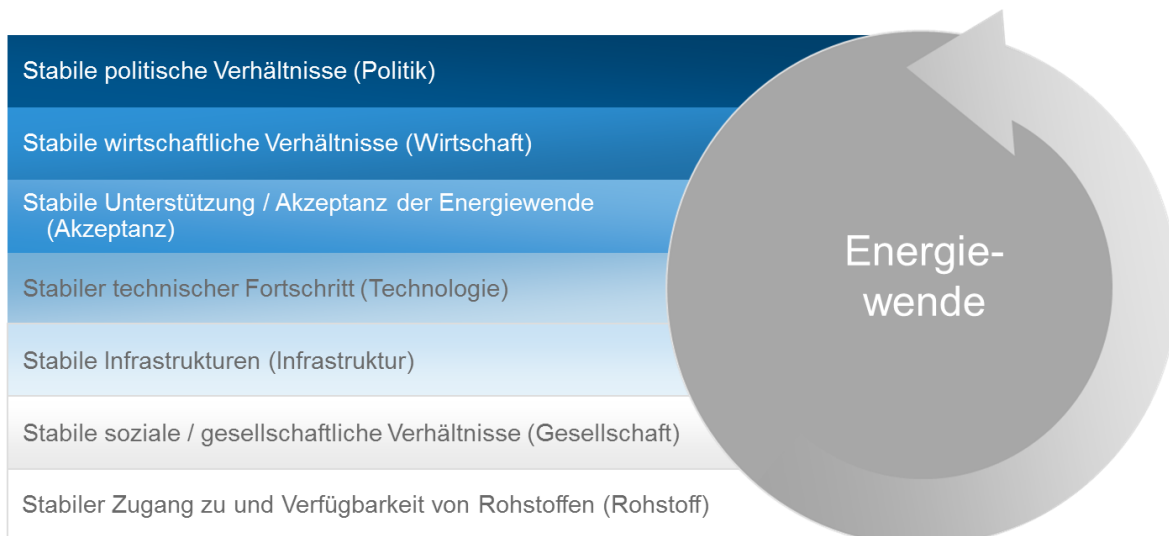 Stabile politische Verhältnisse (Politik)
Stabile wirtschaftliche Verhältnisse (Wirtschaft)
Stabile Unterstützung / Akzeptanz der Energiewende
(Akzeptanz)
Stabiler technischer Fortschritt (Technologie)
Stabile Infrastrukturen (Infrastruktur)
Stabile soziale / gesellschaftliche Verhältnisse (Gesellschaft)
Stabiler Zugang zu und Verfügbarkeit von Rohstoffen (Rohstoff)
Energie-
wende